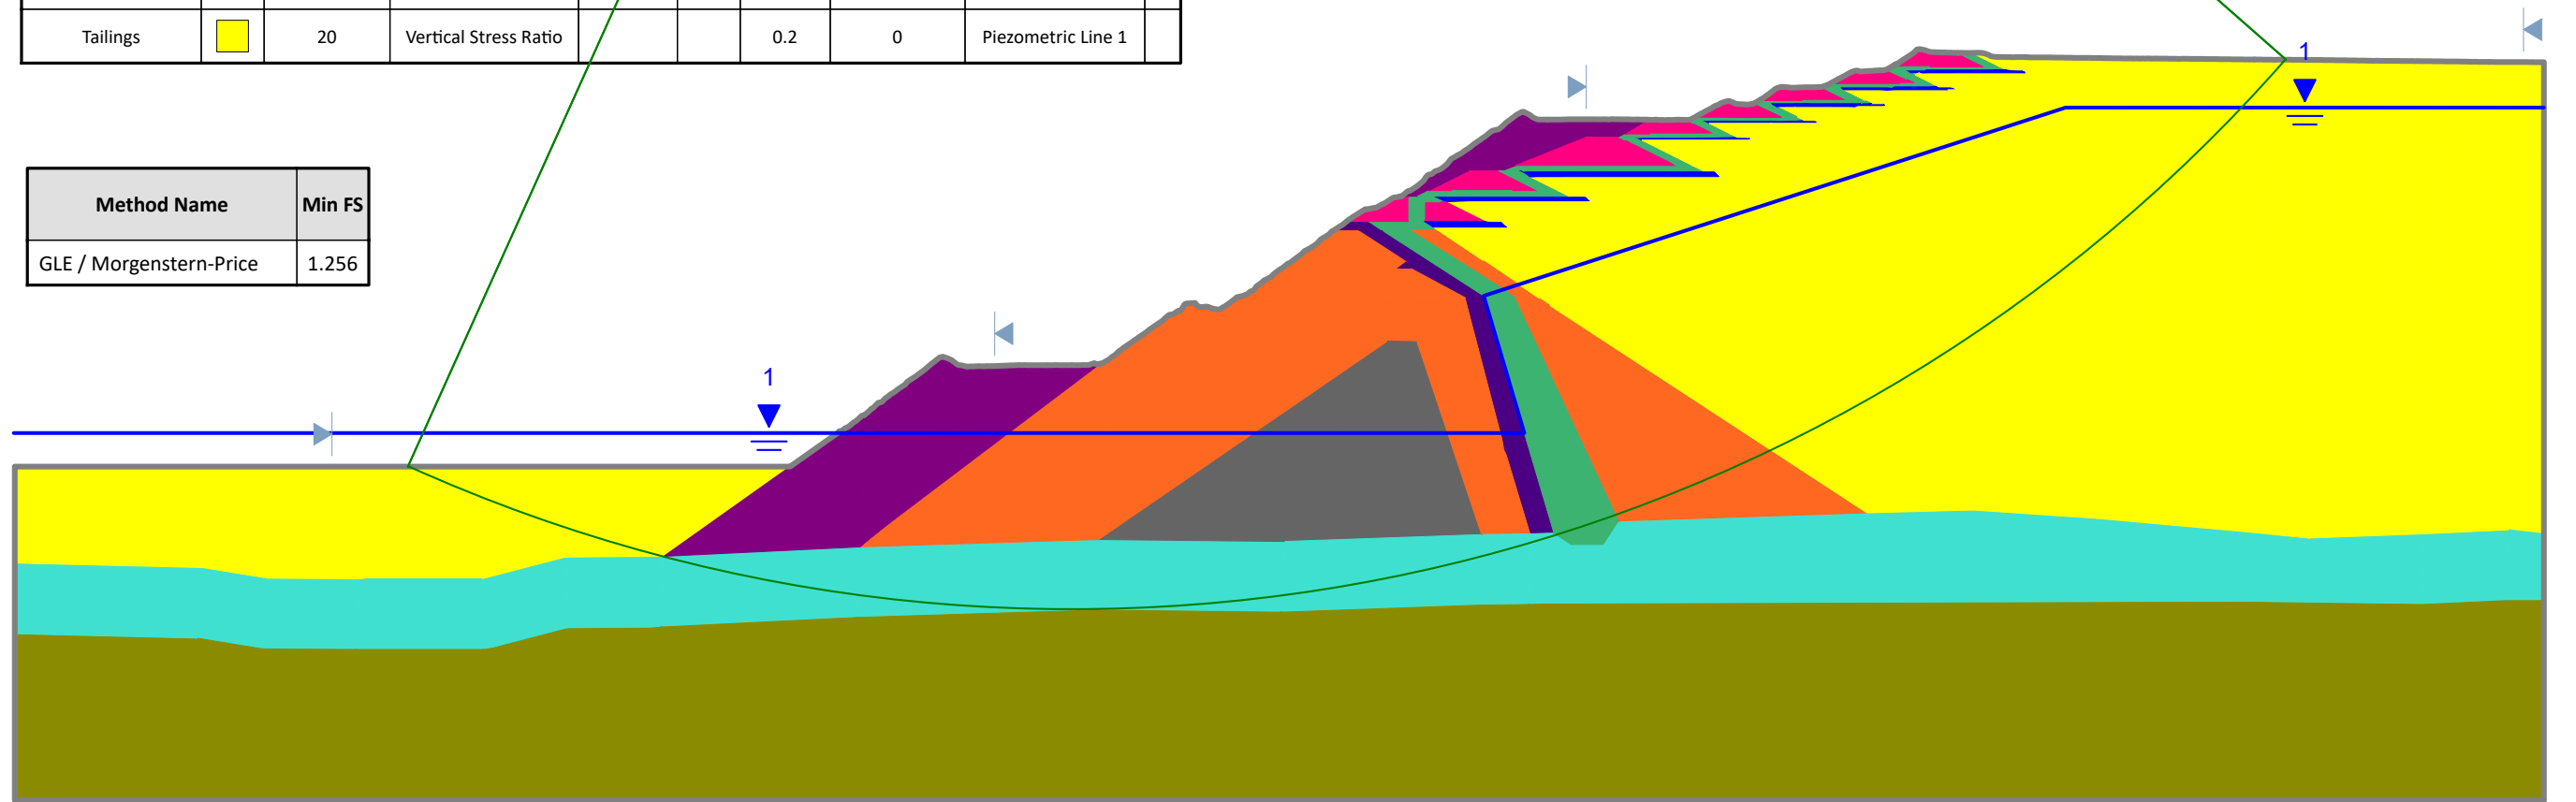 Tailings 20 Vertical Stress Ratio 0.2 0 Piezometric Line 1
1
Method Name Min FS
GLE / Morgenstern-Price 1.256
1